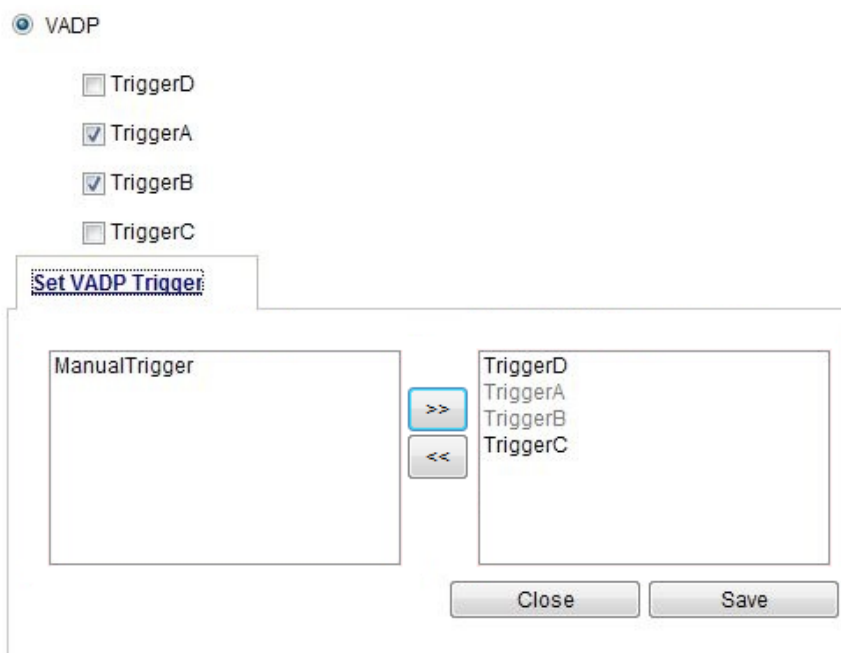 VADP
TriggerD
TriggerA
TriggerB
TriggerC
Set VADP Trigger
ManualTrigger
TriggerD
TriggerA
TriggerB
TriggerC
>>
<<
Close Save